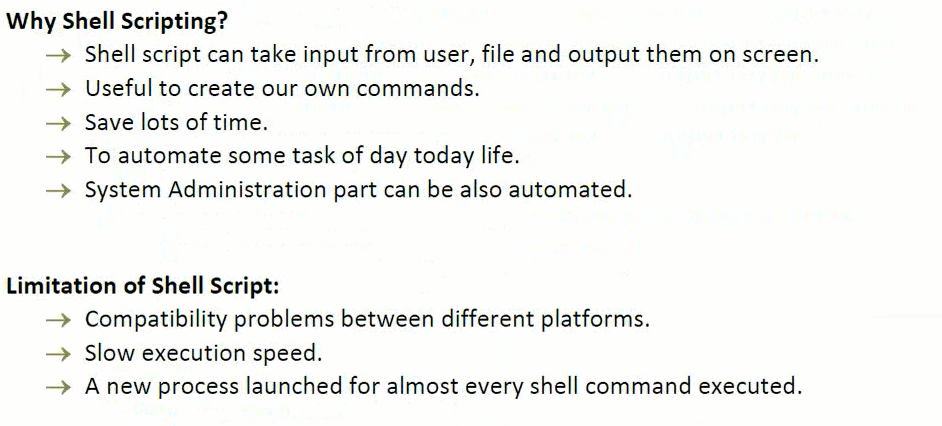 Why Shell Scripting?
→ Shell script can take input from user, file and output them on screen.
→ Useful to create our own commands.
→ Save lots of time.
→ To automate some task of day today life.
→ System Administration part can be also automated.
Limitation of Shell Script:
→ Compatibility problems between different platforms.
→ Slow execution speed.
→ A new process launched for almost every shell command executed.